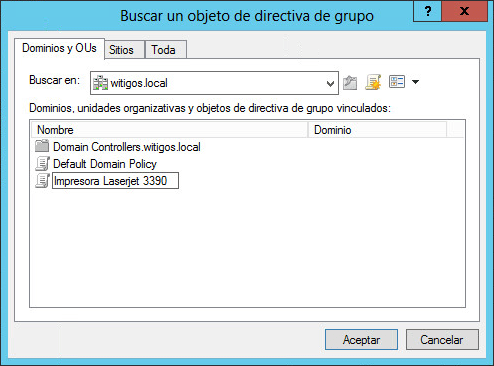 Buscar un objeto de directiva de grupo
? x
Dominios y OUs Sitios Toda
Buscar en: witigos.local
Dominios, unidades organizativas y objetos de directiva de grupo vinculados:
Nombre Dominio
Domain Controllers.witigos.local
Default Domain Policy
Impresora Laserjet 3390
Aceptar Cancelar